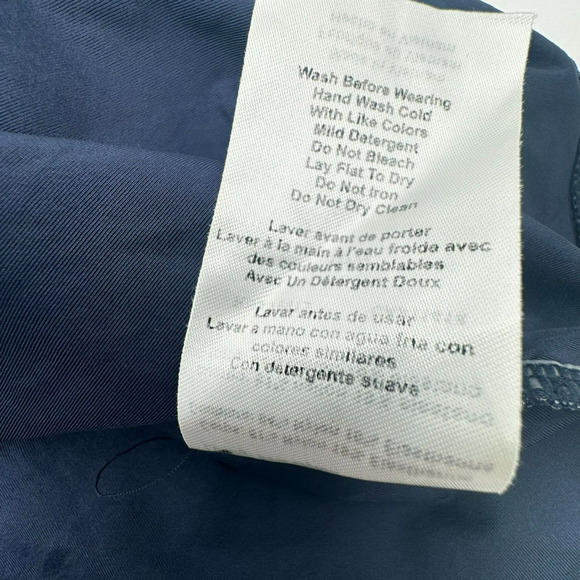 Wash Before Wearing
Hand Wash Cold
With Like Colors
Mild Detergent
Do Not Bleach
Lay Flat To Dry
Do Not Iron
Do Not Dry Clean
Laver avant de porter
Laver à la main à l'eau froide avec
des couleurs semblables
Avec Un Détergent Doux
Lavar antes de usar
Lavar a mano con agua fria con
colores similares
Con detergente suave